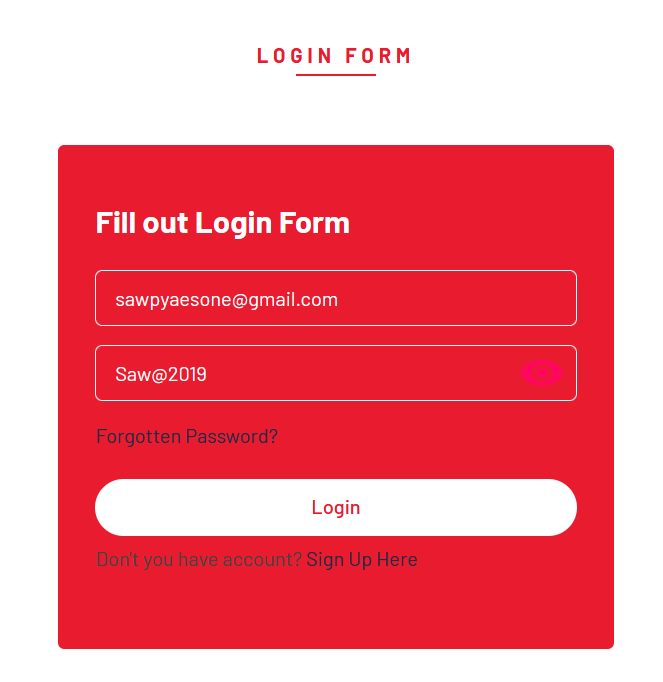 LOGIN FORM
Fill out Login Form
sawpyaesone@gmail.com
Saw@2019
Forgotten Password?
Login
Don't you have account? Sign Up Here